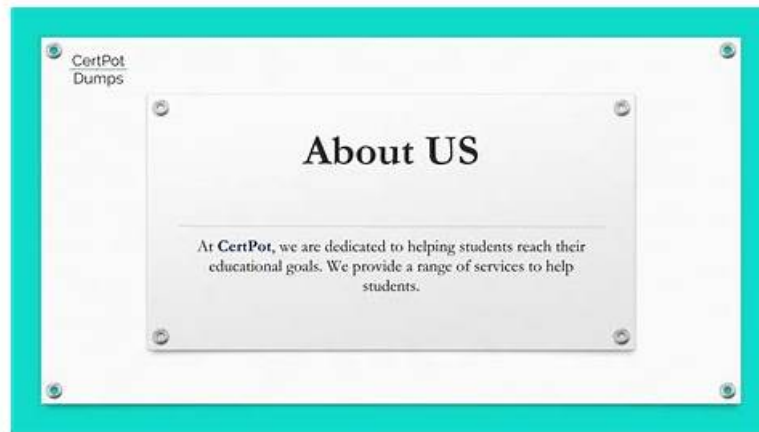 CertPot
Dumps
About US
At CertPot, we are dedicated to helping students reach their
educational goals. We provide a range of services to help
students.